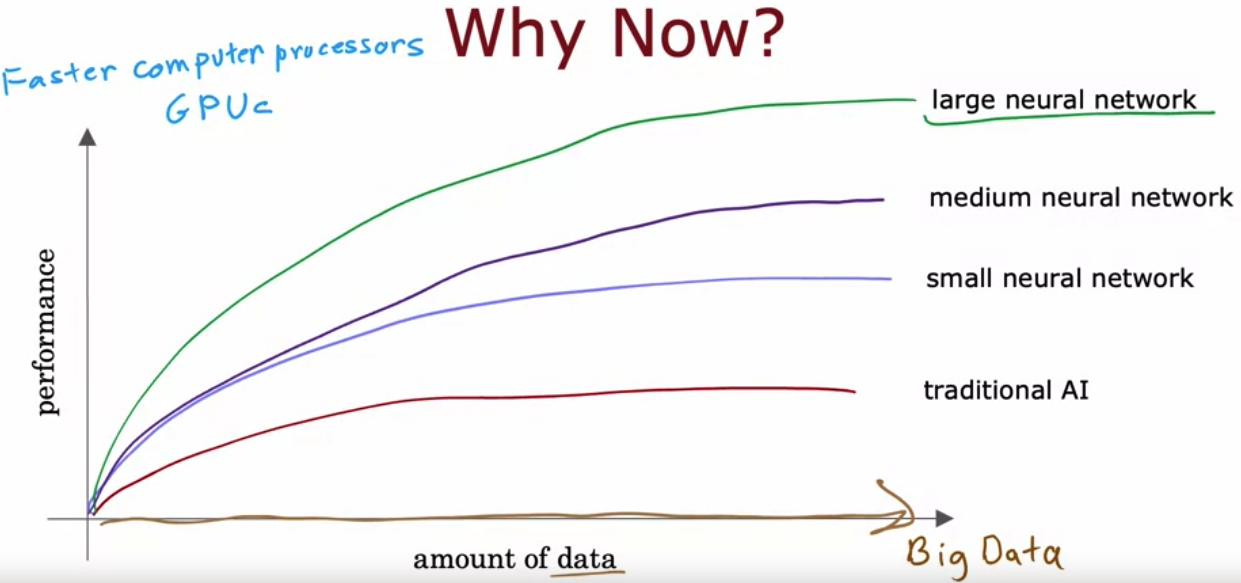 Why Now?
Faster computer processors
GPUs
large neural network
medium neural network
small neural network
traditional AI
performance
amount of data
Big Data